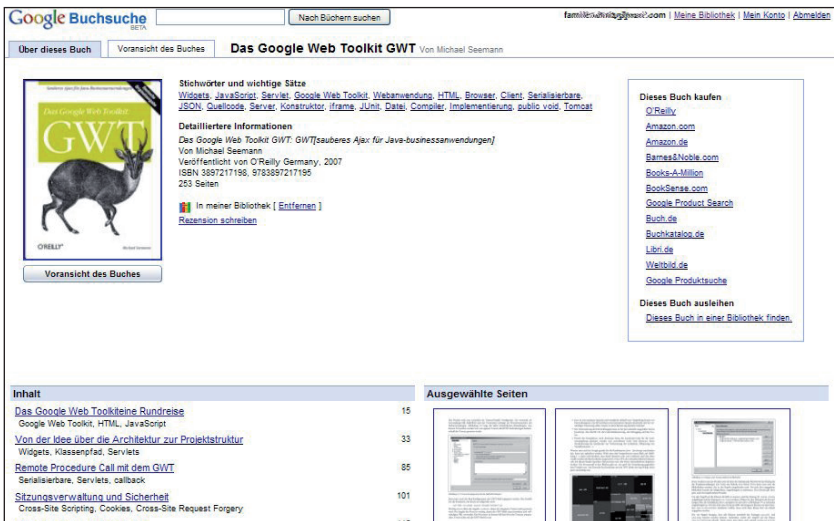 Google Buchsuche
BETA
Nach Büchern suchen
Meine Bibliothek | Mein Konto | Abmelden
Über dieses Buch
Voransicht des Buches
Das Google Web Toolkit GWT Von Michael Seemann
Das Google Web Toolkit
GWT
O'REILLY
Michael Seemann
Voransicht des Buches
Stichwörter und wichtige Sätze
Widgets, JavaScript, Servlet, Google Web Toolkit, Webanwendung, HTML, Browser, Client, Serialisierbare,
JSON, Quellcode, Server, Konstruktor, iframe, JUnit, Datei, Compiler, Implementierung, public void, Tomcat
Detailliertere Informationen
Das Google Web Toolkit GWT: GWT[sauberes Ajax für Java-businessanwendungen]
Von Michael Seemann
Veröffentlicht von O'Reilly Germany, 2007
ISBN 3897217198, 9783897217195
253 Seiten
In meiner Bibliothek [ Entfernen ]
Rezension schreiben
Dieses Buch kaufen
O'Reilly
Amazon.com
Amazon.de
Barnes&Noble.com
Books-A-Million
BookSense.com
Google Product Search
Buch.de
Buchkatalog.de
Libri.de
Weltbild.de
Google Produktsuche
Dieses Buch ausleihen
Dieses Buch in einer Bibliothek finden.
Inhalt
Das Google Web Toolkiteine Rundreise 15
Google Web Toolkit, HTML, JavaScript
Von der Idee über die Architektur zur Projektstruktur 33
Widgets, Klassenpfad, Servlets
Remote Procedure Call mit dem GWT 85
Serialisierbare, Servlets, callback
Sitzungsverwaltung und Sicherheit 101
Cross-Site Scripting, Cookies, Cross-Site Request Forgery
Ausgewählte Seiten